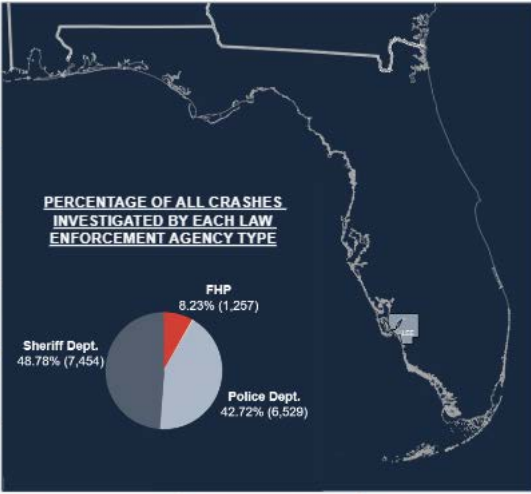 PERCENTAGE OF ALL CRASHES
INVESTIGATED BY EACH LAW
ENFORCEMENT AGENCY TYPE
FHP
8.23% (1,257)
Sheriff Dept.
48.78% (7,454)
Police Dept.
42.72% (6,529)